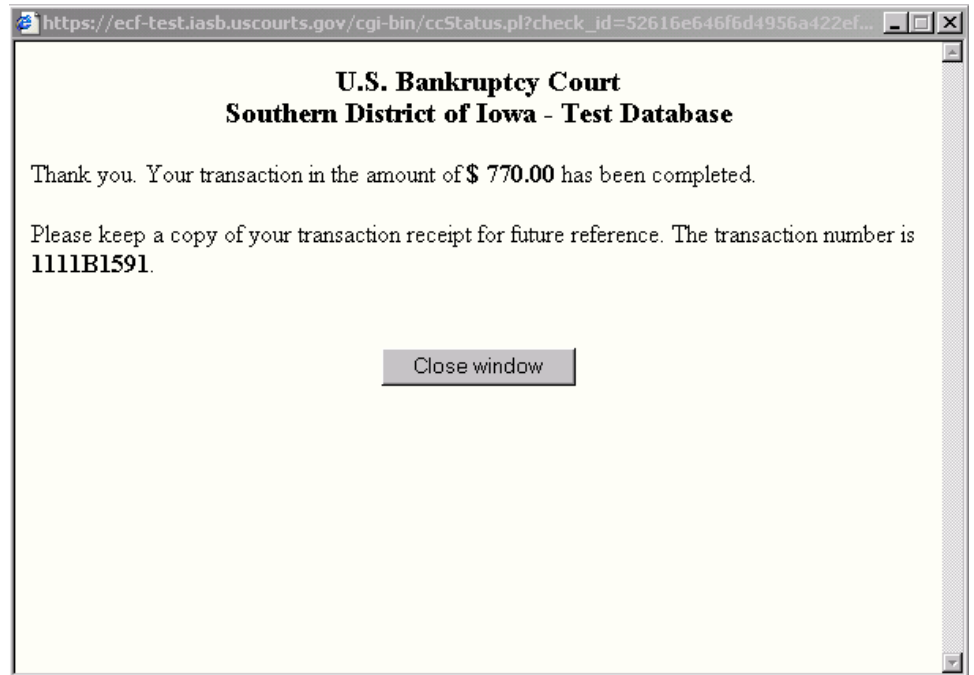 https://ecf-test.iasb.uscourts.gov/cgi-bin/ccStatus.pl?check_id=52616e646f6d4956a422ef...
U.S. Bankruptcy Court
Southern District of Iowa - Test Database
Thank you. Your transaction in the amount of $ 770.00 has been completed.
Please keep a copy of your transaction receipt for future reference. The transaction number is
1111B1591.
Close window